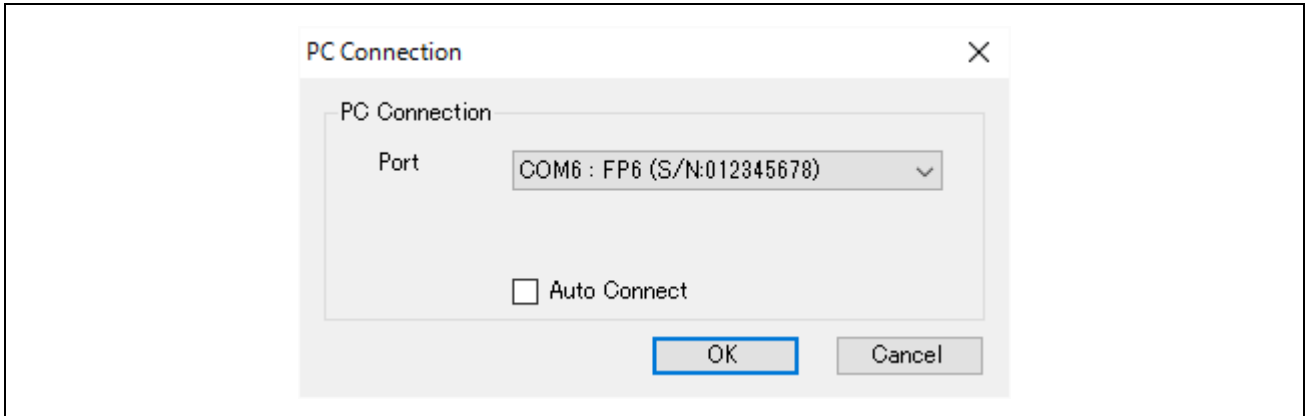 PC Connection
PC Connection
Port
COM6 : FP6 (S/N:012345678)
Auto Connect
OK
Cancel